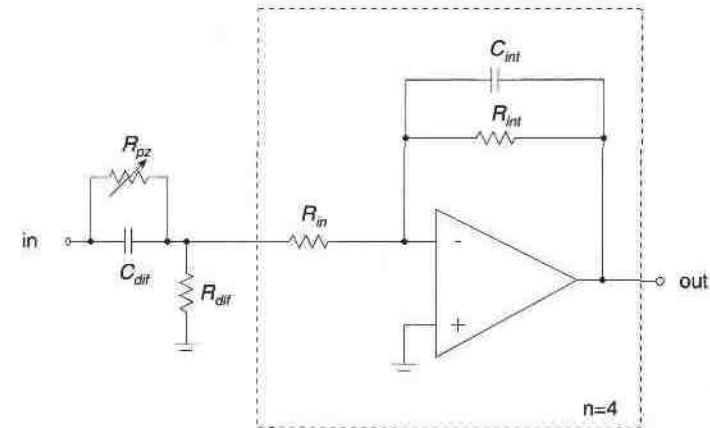 C_int
R_int
R_pz
R_in
in
-
C_dif
R_dif
out
+
n=4